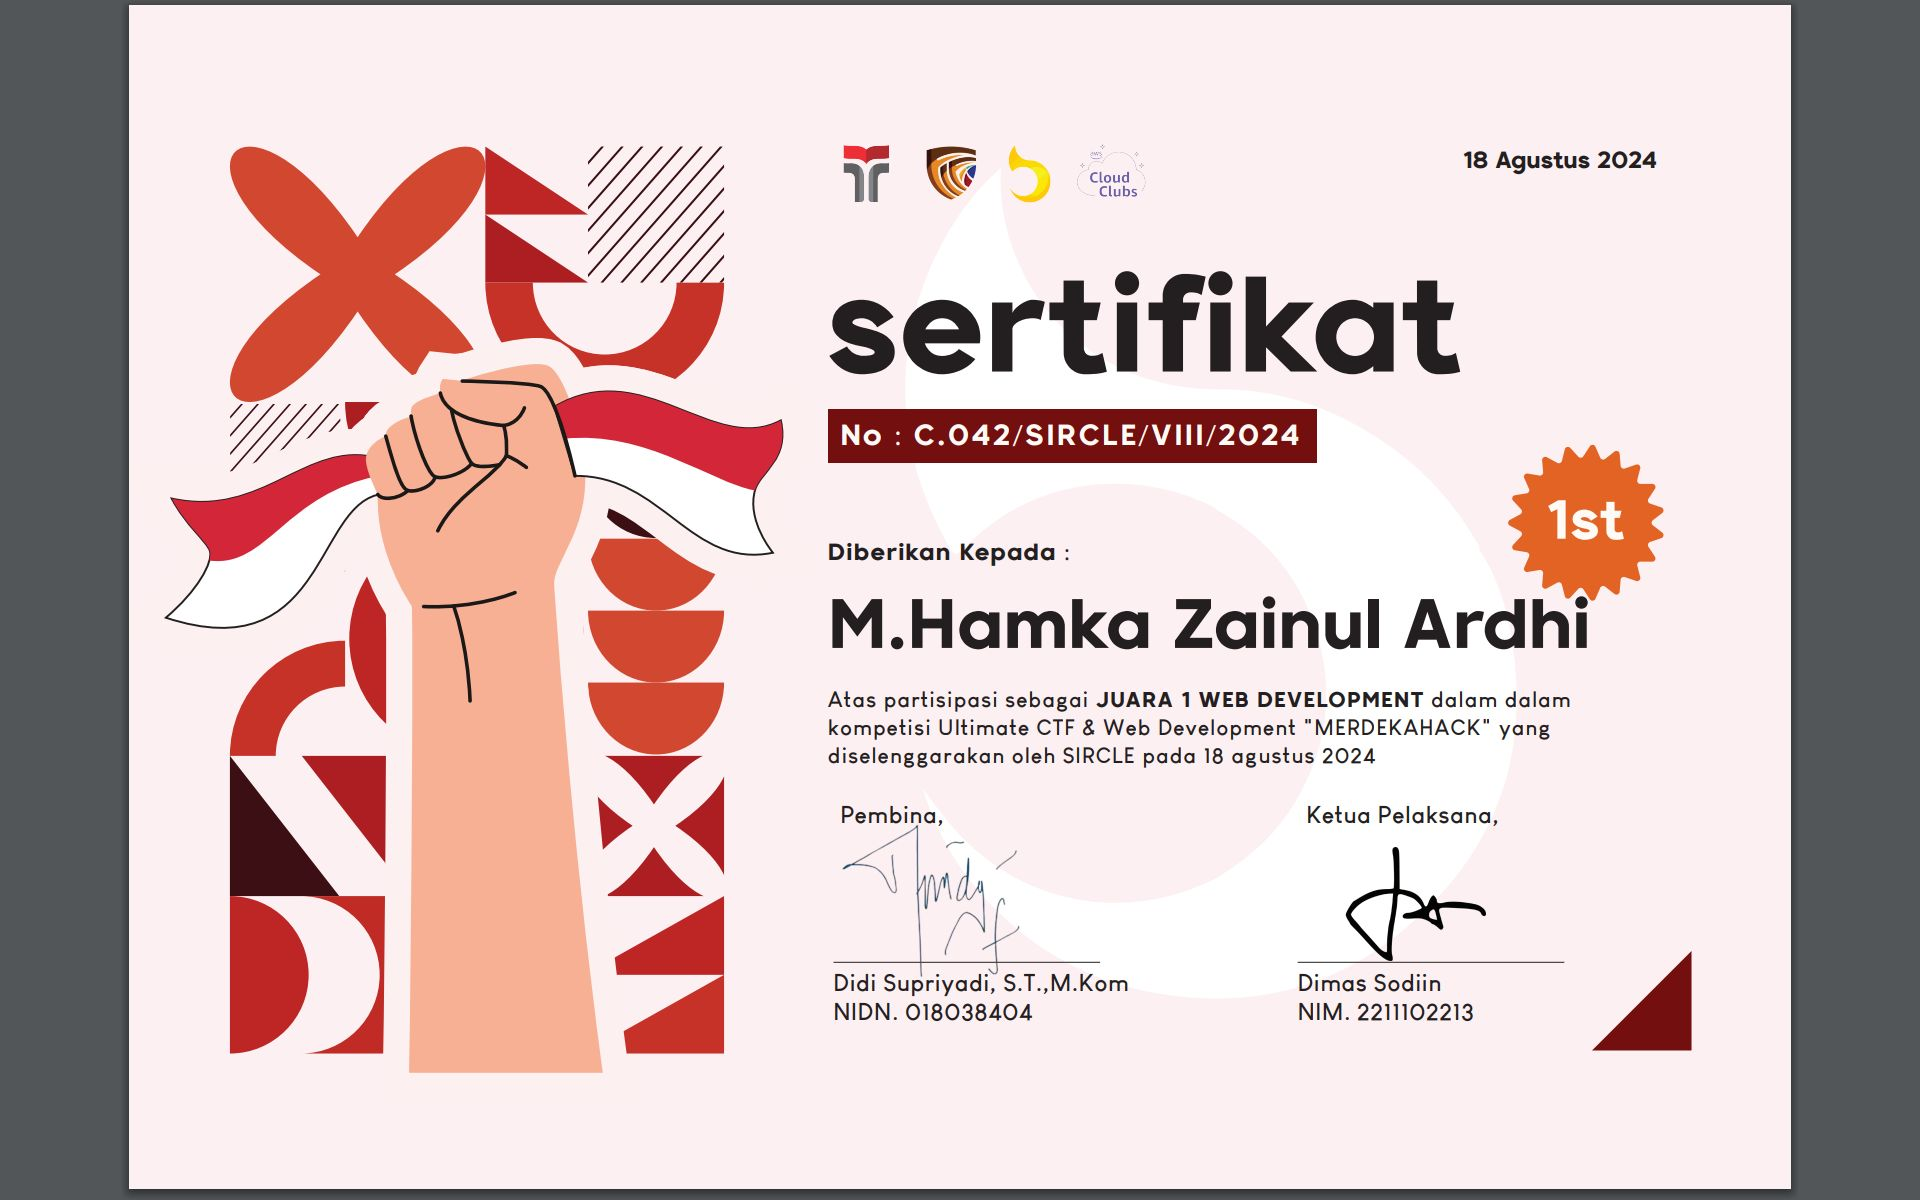 Cloud
Clubs
18 Agustus 2024
sertifikat
No : C.042/SIRCLE/VIII/2024
1st
Diberikan Kepada :
M.Hamka Zainul Ardhi
Atas partisipasi sebagai JUARA 1 WEB DEVELOPMENT dalam dalam
kompetisi Ultimate CTF & Web Development "MERDEKAHACK" yang
diselenggarakan oleh SIRCLE pada 18 agustus 2024
Pembina,
Ketua Pelaksana,
Didi Supriyadi, S.T.,M.Kom
NIDN. 018038404
Dimas Sodiin
NIM. 2211102213